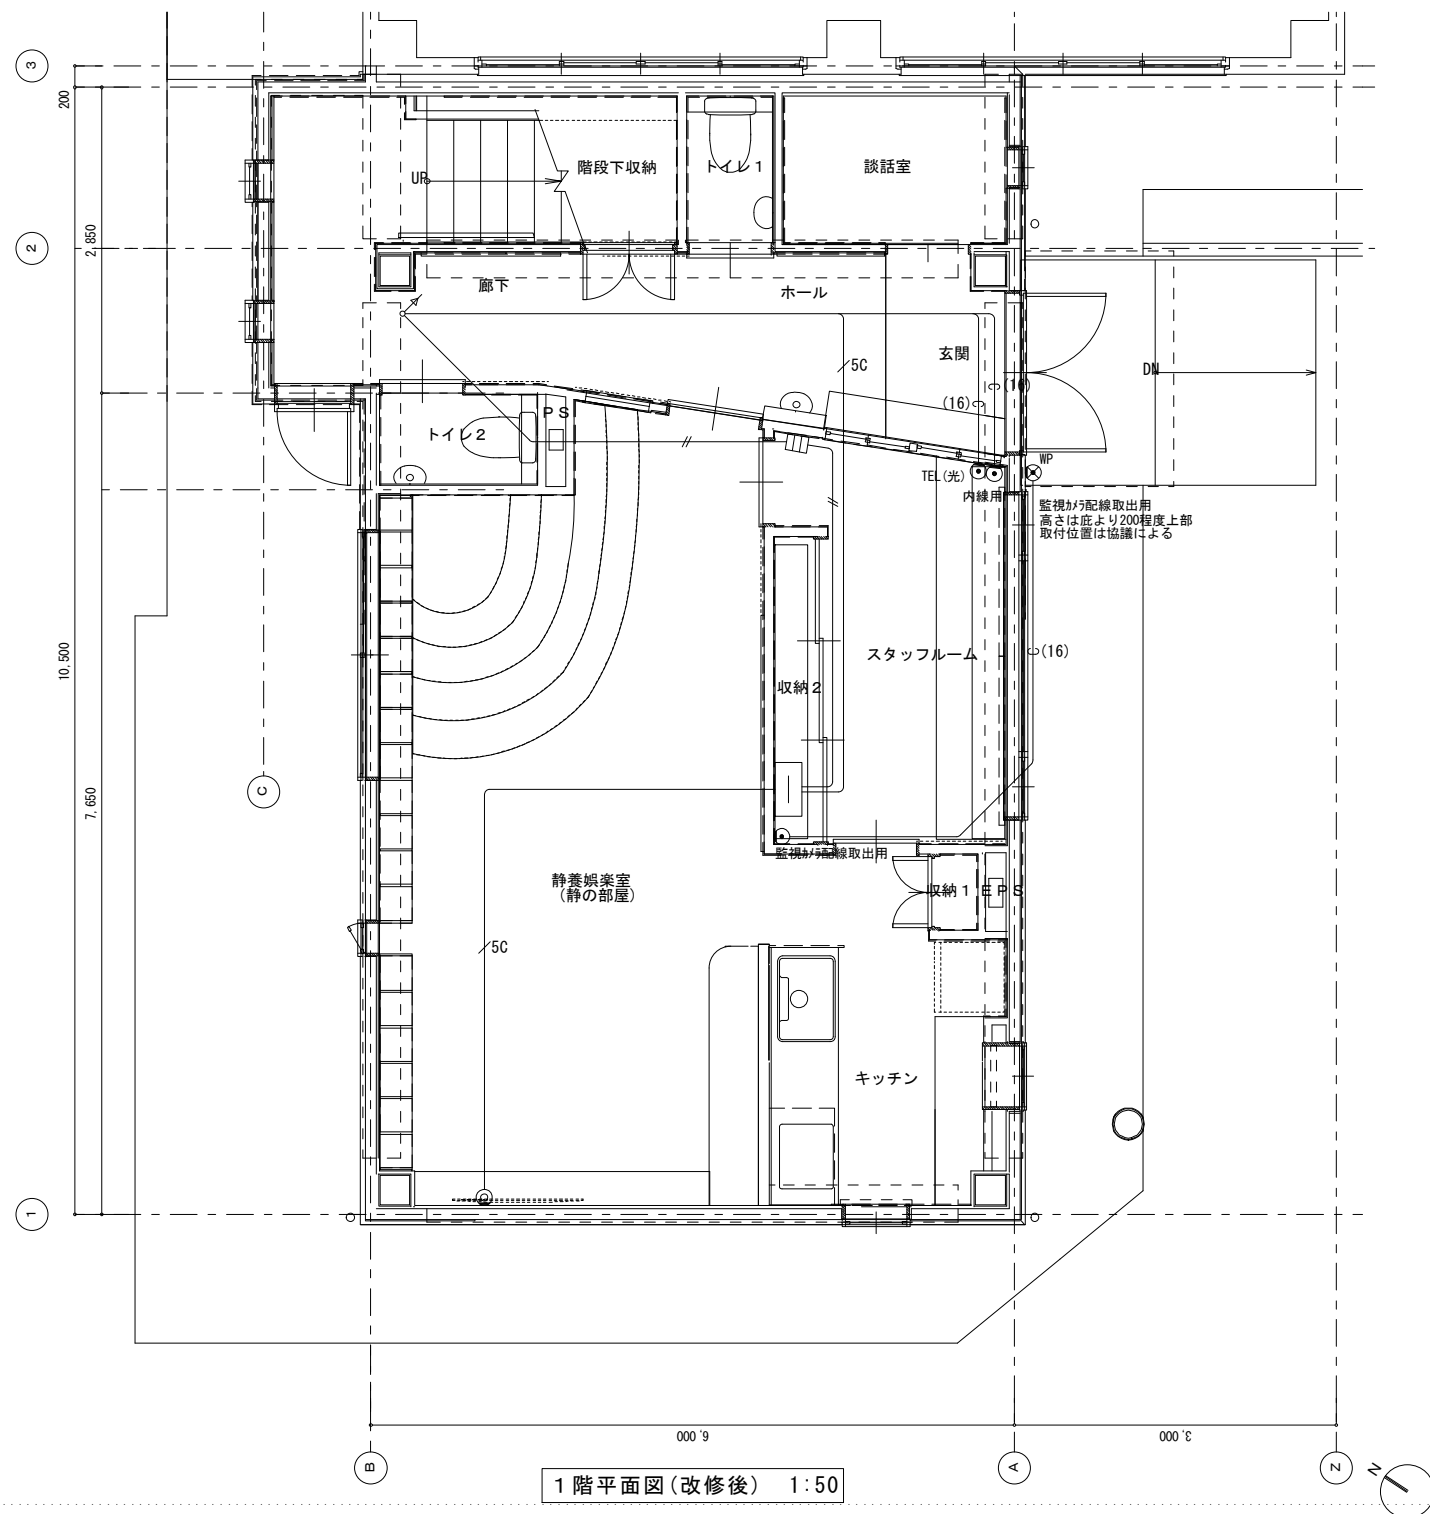 3
200
階段下収納
トイレ1
談話室
UP
2
2,850
廊下
ホール
玄関
5C
DN
(16)
(16)
PS
トイレ2
TEL(光)
WP
内線用
監視ｶﾒﾗ配線取出用
高さは庇より200程度上部
取付位置は協議による
10,500
スタッフルーム
(16)
収納2
C
7,650
監視ｶﾒﾗ配線取出用
静養娯楽室
(静の部屋)
収納1
EPS
5C
キッチン
1
6,000
3,000
B
A
Z
N
1階平面図(改修後) 1:50